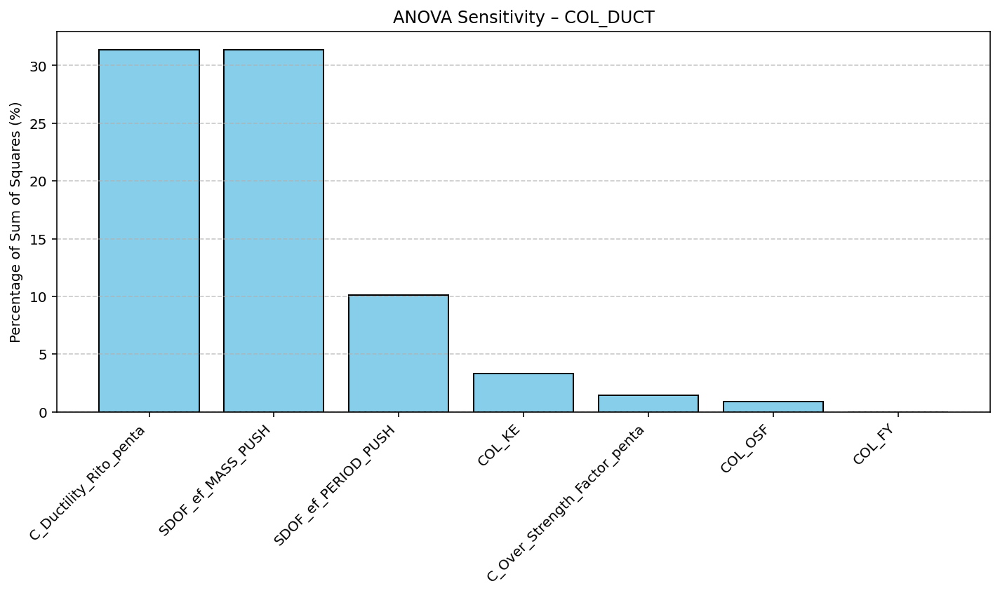 ANOVA Sensitivity – COL_DUCT
Percentage of Sum of Squares (%)
30
25
20
15
10
5
0
C_Ductility_Rito_penta
SDOF_ef_MASS_PUSH
SDOF_ef_PERIOD_PUSH
COL_KE
C_Over_Strength_Factor_penta
COL_OSF
COL_FY